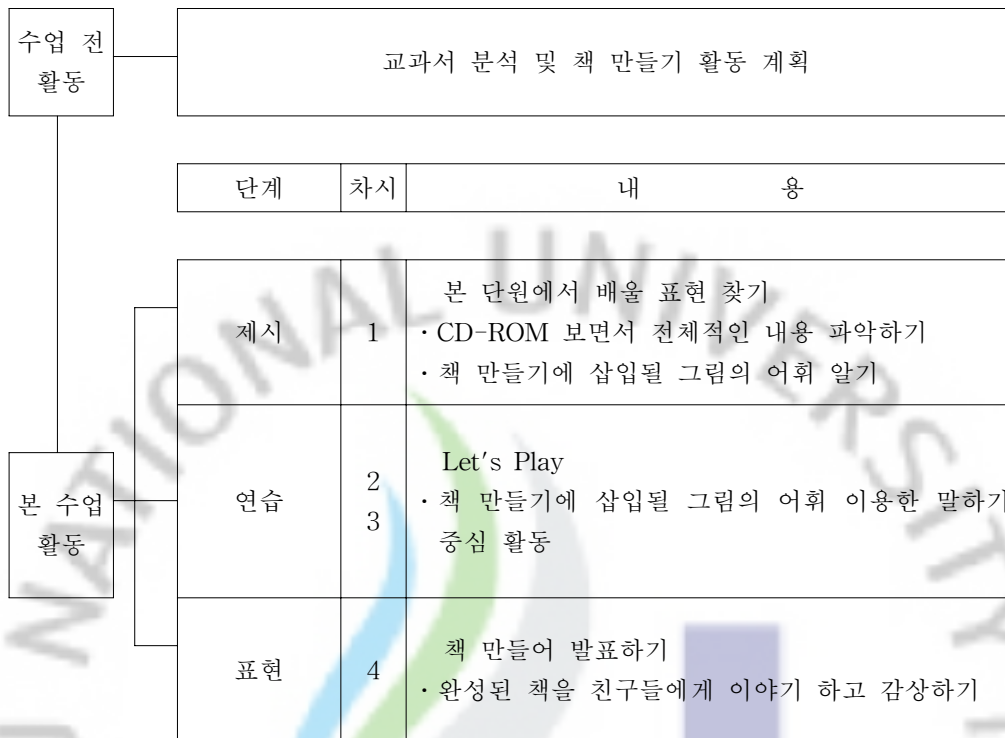 수업 전
활동
교과서 분석 및 책 만들기 활동 계획
단계 차시 내 용
제시 1
본 단원에서 배울 표현 찾기
·CD-ROM 보면서 전체적인 내용 파악하기
·책 만들기에 삽입될 그림의 어휘 알기
본 수업
활동
연습
2
3
Let's Play
·책 만들기에 삽입될 그림의 어휘 이용한 말하기
중심 활동
표현 4
책 만들어 발표하기
·완성된 책을 친구들에게 이야기 하고 감상하기
NATIONAL UNIVERSITY